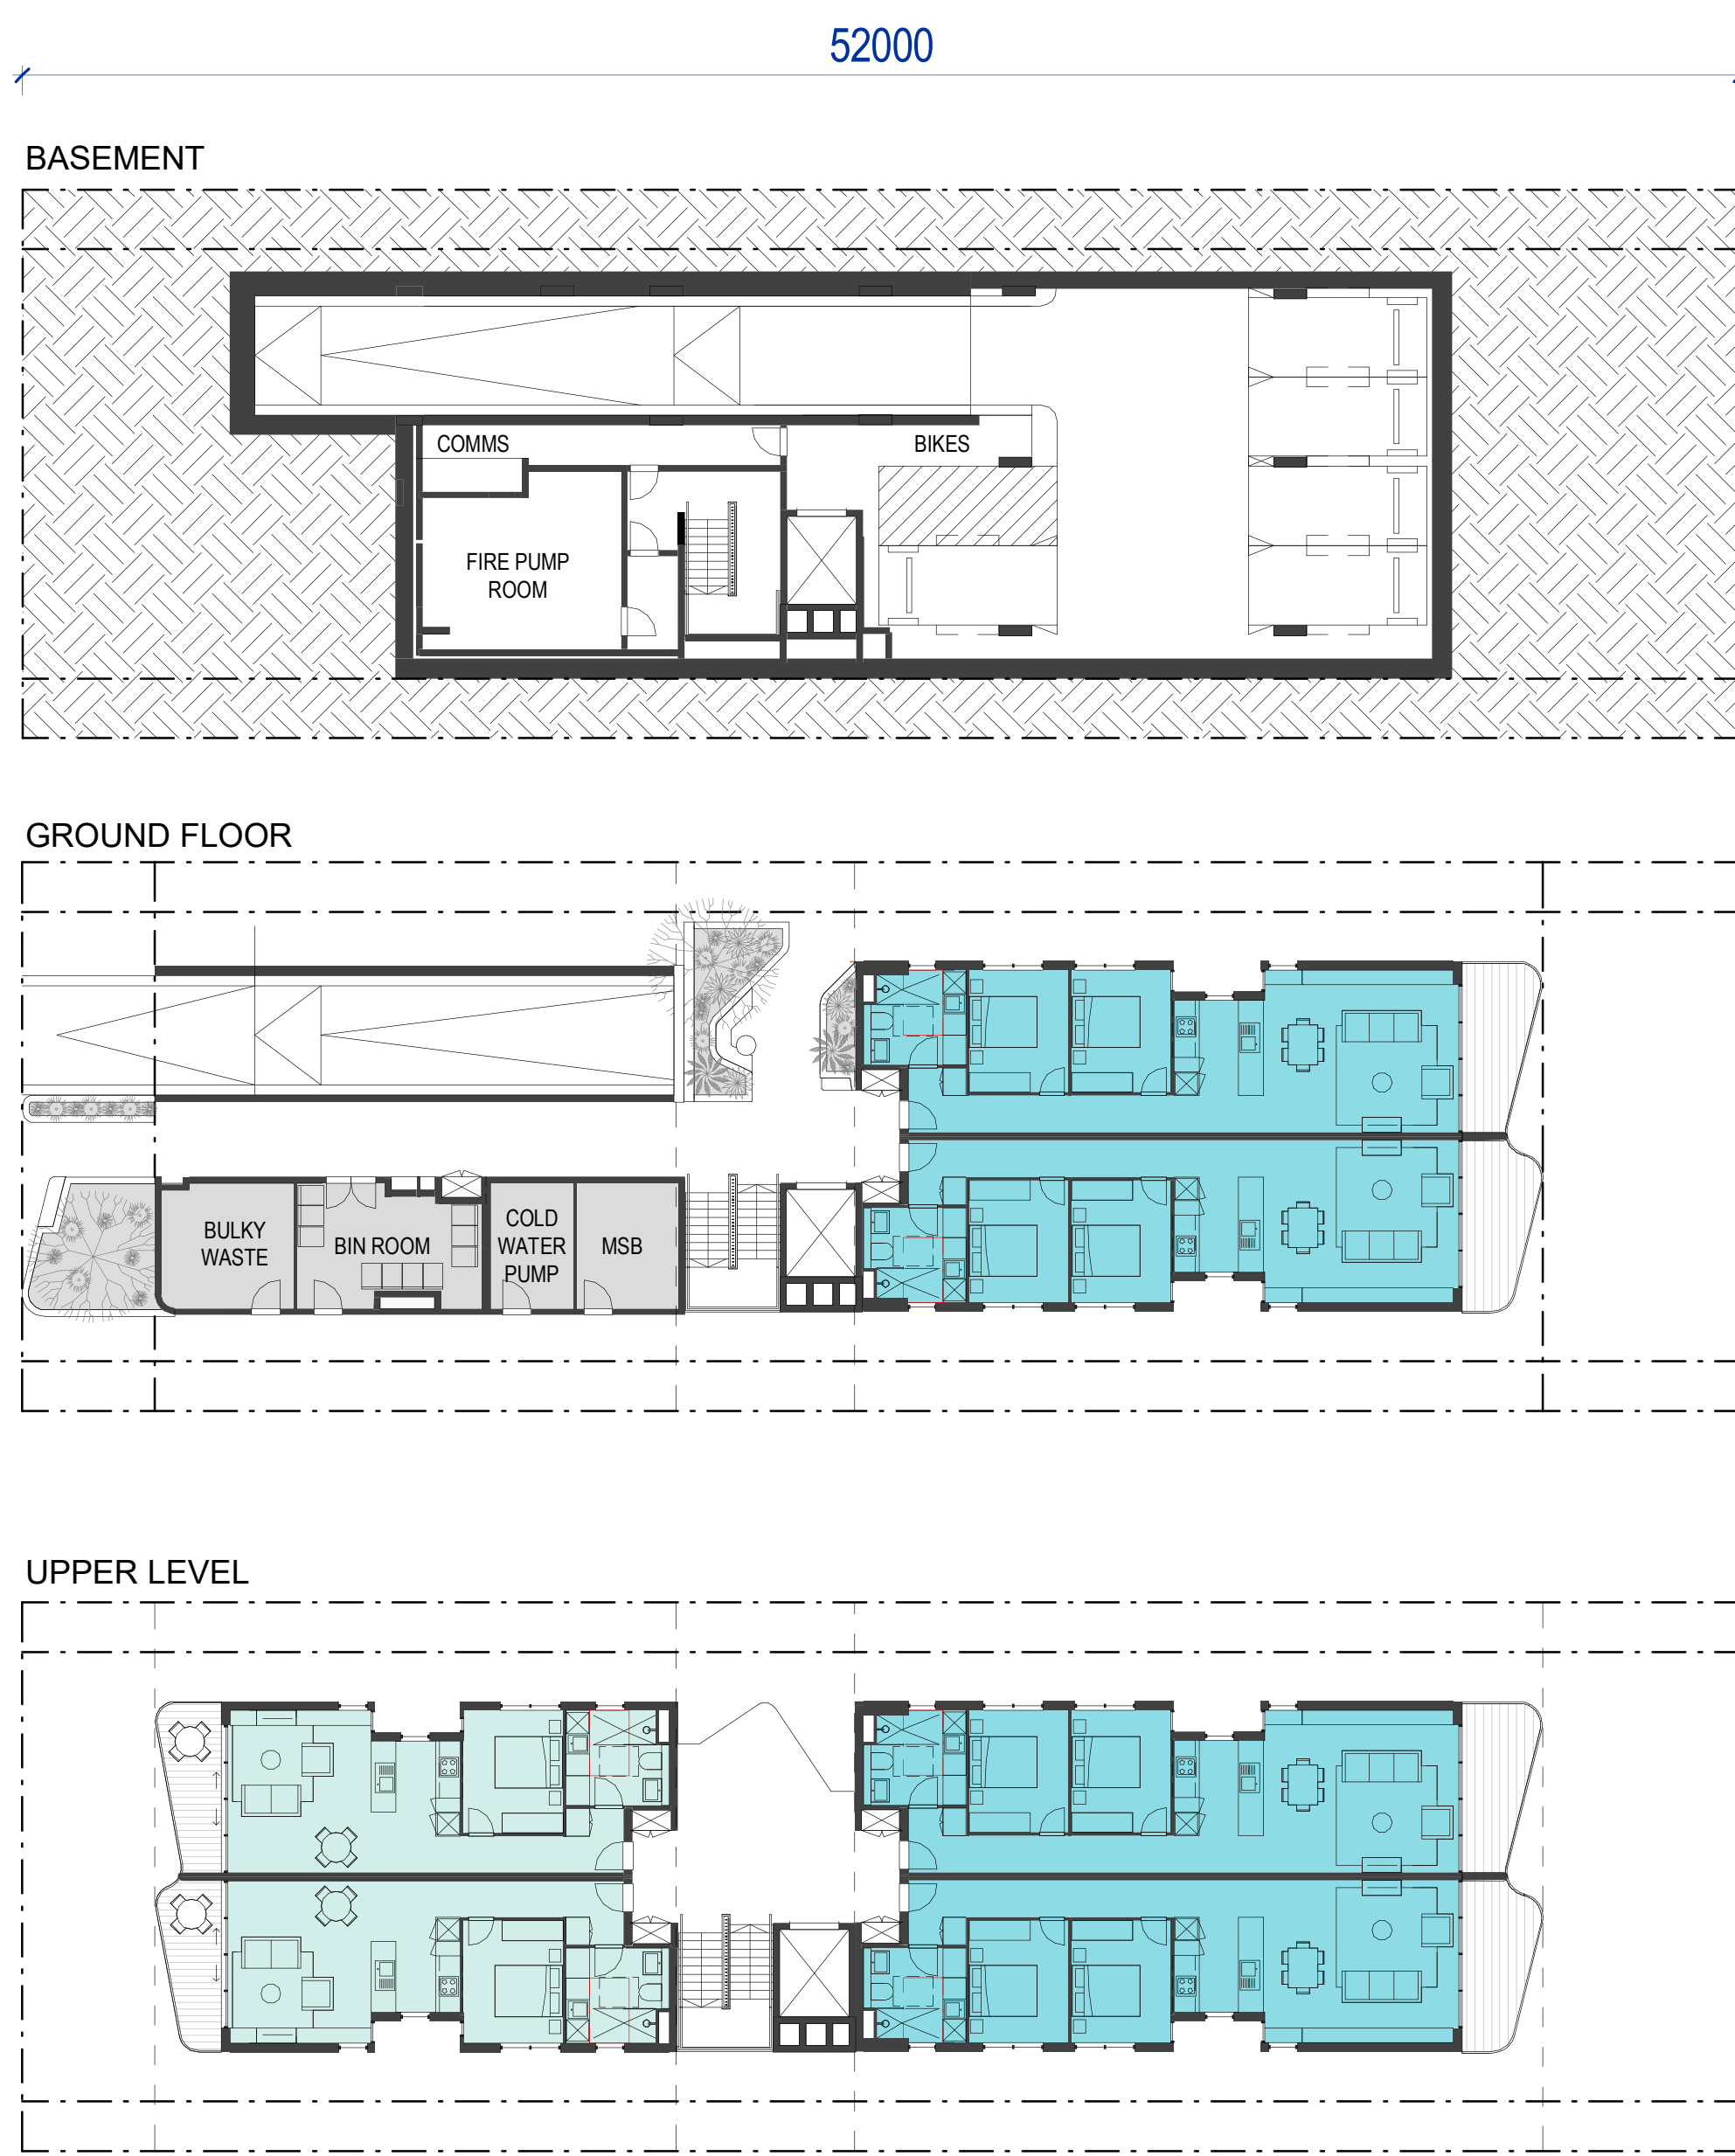 52000
BASEMENT
COMMS
BIKES
FIRE PUMP
ROOM
GROUND FLOOR
BULKY
WASTE
BIN ROOM
COLD
WATER
PUMP
MSB
UPPER LEVEL